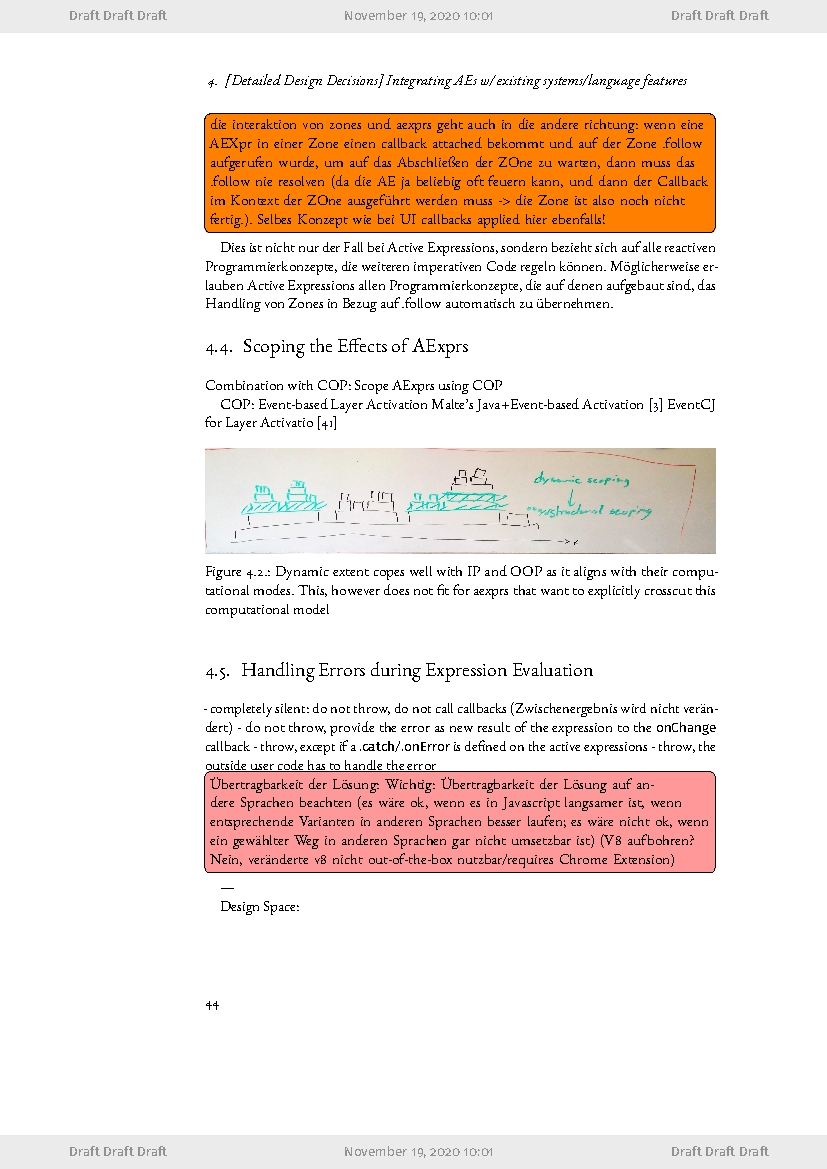 Draft Draft Draft November 19, 2020 10:01 Draft Draft Draft
4. [Detailed Design Decisions] Integrating AEs w/ existing systems/language features
die interaktion von zones und aexprs geht auch in die andere richtung: wenn eine
AEXpr in einer Zone einen callback attached bekommt und auf der Zone .follow
aufgerufen wurde, um auf das Abschließen der ZOne zu warten, dann muss das
.follow nie resolven (da die AE ja beliebig oft feuern kann, und dann der Callback
im Kontext der ZOne ausgeführt werden muss -> die Zone ist also noch nicht
fertig.). Selbes Konzept wie bei UI callbacks applied hier ebenfalls!
Dies ist nicht nur der Fall bei Active Expressions, sondern bezieht sich auf alle reactiven
Programmierkonzepte, die weiteren imperativen Code regeln können. Möglicherweise er-
lauben Active Expressions allen Programmierkonzepte, die auf denen aufgebaut sind, das
Handling von Zones in Bezug auf .follow automatisch zu übernehmen.
4.4. Scoping the Effects of AExprs
Combination with COP: Scope AExprs using COP
COP: Event-based Layer Activation Malte's Java+Event-based Activation [3] EventCJ
for Layer Activatio [41]
dynamic scoping
structural scoping
Figure 4.2.: Dynamic extent copes well with IP and OOP as it aligns with their compu-
tational modes. This, however does not fit for aexprs that want to explicitly crosscut this
computational model
4.5. Handling Errors during Expression Evaluation
- completely silent: do not throw, do not call callbacks (Zwischenergebnis wird nicht verän-
dert) - do not throw, provide the error as new result of the expression to the onChange
callback - throw, except if a .catch/.onError is defined on the active expressions - throw, the
outside user code has to handle the error
Übertragbarkeit der Lösung: Wichtig: Übertragbarkeit der Lösung auf an-
dere Sprachen beachten (es wäre ok, wenn es in Javascript langsamer ist, wenn
entsprechende Varianten in anderen Sprachen besser laufen; es wäre nicht ok, wenn
ein gewählter Weg in anderen Sprachen gar nicht umsetzbar ist) (V8 aufbohren?
Nein, veränderte v8 nicht out-of-the-box nutzbar/requires Chrome Extension)
—
Design Space:
44
Draft Draft Draft November 19, 2020 10:01 Draft Draft Draft